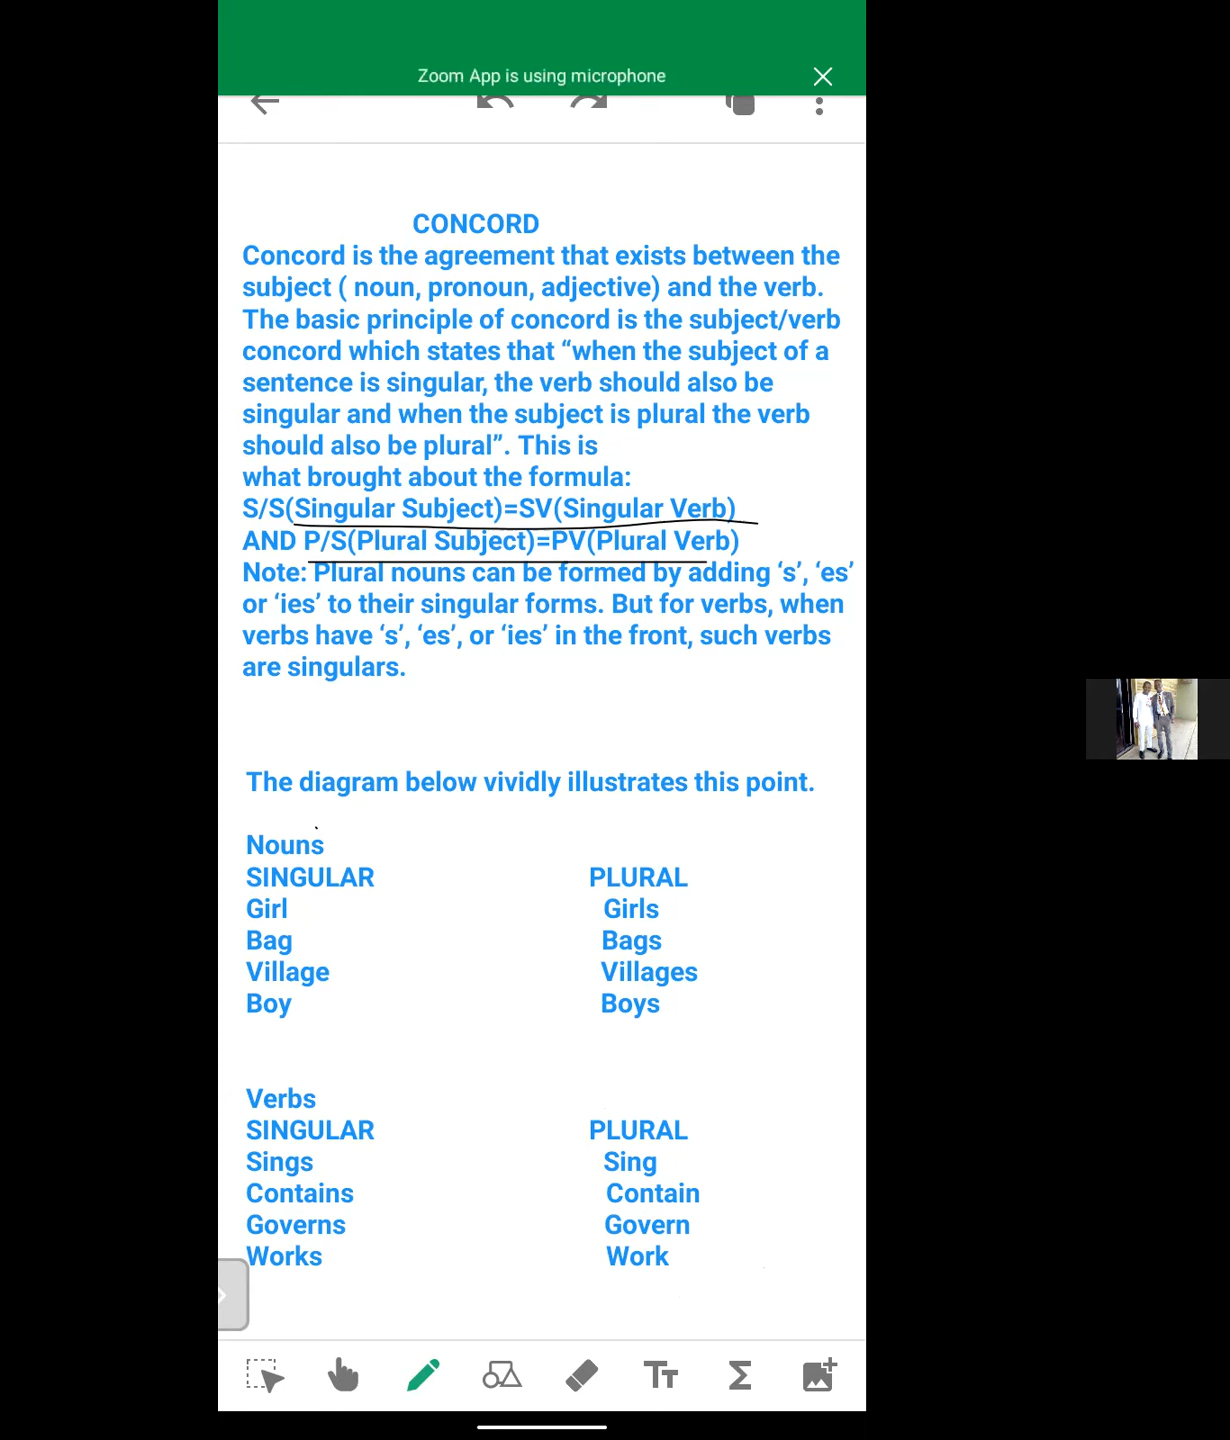 Zoom App is using microphone
CONCORD
Concord is the agreement that exists between the
subject ( noun, pronoun, adjective) and the verb.
The basic principle of concord is the subject/verb
concord which states that “when the subject of a
sentence is singular, the verb should also be
singular and when the subject is plural the verb
should also be plural”. This is
what brought about the formula:
S/S(Singular Subject)=SV(Singular Verb)
AND P/S(Plural Subject)=PV(Plural Verb)
Note: Plural nouns can be formed by adding ‘s’, ‘es’
or ‘ies’ to their singular forms. But for verbs, when
verbs have ‘s’, ‘es’, or ‘ies’ in the front, such verbs
are singulars.
The diagram below vividly illustrates this point.
Nouns
SINGULAR PLURAL
Girl Girls
Bag Bags
Village Villages
Boy Boys
Verbs
SINGULAR PLURAL
Sings Sing
Contains Contain
Governs Govern
Works Work